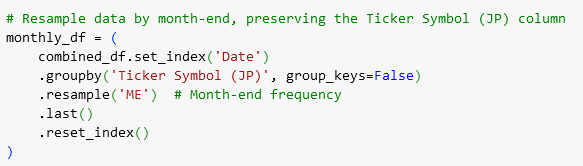 # Resample data by month-end, preserving the Ticker Symbol (JP) column
monthly_df = (
    combined_df.set_index('Date')
    .groupby('Ticker Symbol (JP)', group_keys=False)
    .resample('ME')  # Month-end frequency
    .last()
    .reset_index()
)